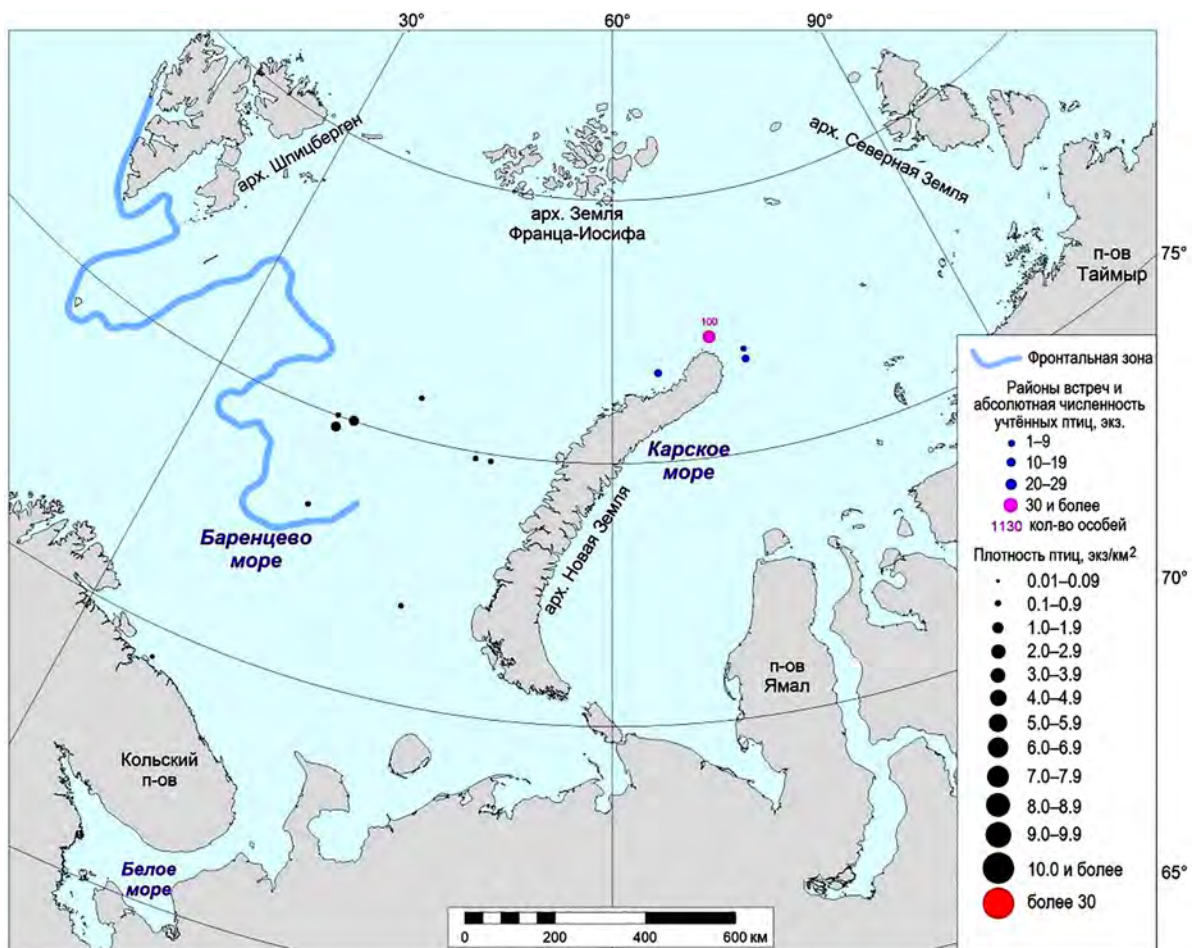 30°
60°
90°
арх. Шпицберген
арх. Северная Земля
арх. Земля
Франца-Иосифа
п-ов
Таймыр
75°
100
Карское
море
арх. Новая Земля
Баренцево
море
70°
п-ов
Ямал
Кольский
п-ов
Белое
море
65°
0 200 400 600 км
Фронтальная зона
Районы встреч и
абсолютная численность
учтённых птиц, экз.
1–9
10–19
20–29
30 и более
1130 кол-во особей
Плотность птиц, экз/км²
0.01–0.09
0.1–0.9
1.0–1.9
2.0–2.9
3.0–3.9
4.0–4.9
5.0–5.9
6.0–6.9
7.0–7.9
8.0–8.9
9.0–9.9
10.0 и более
более 30